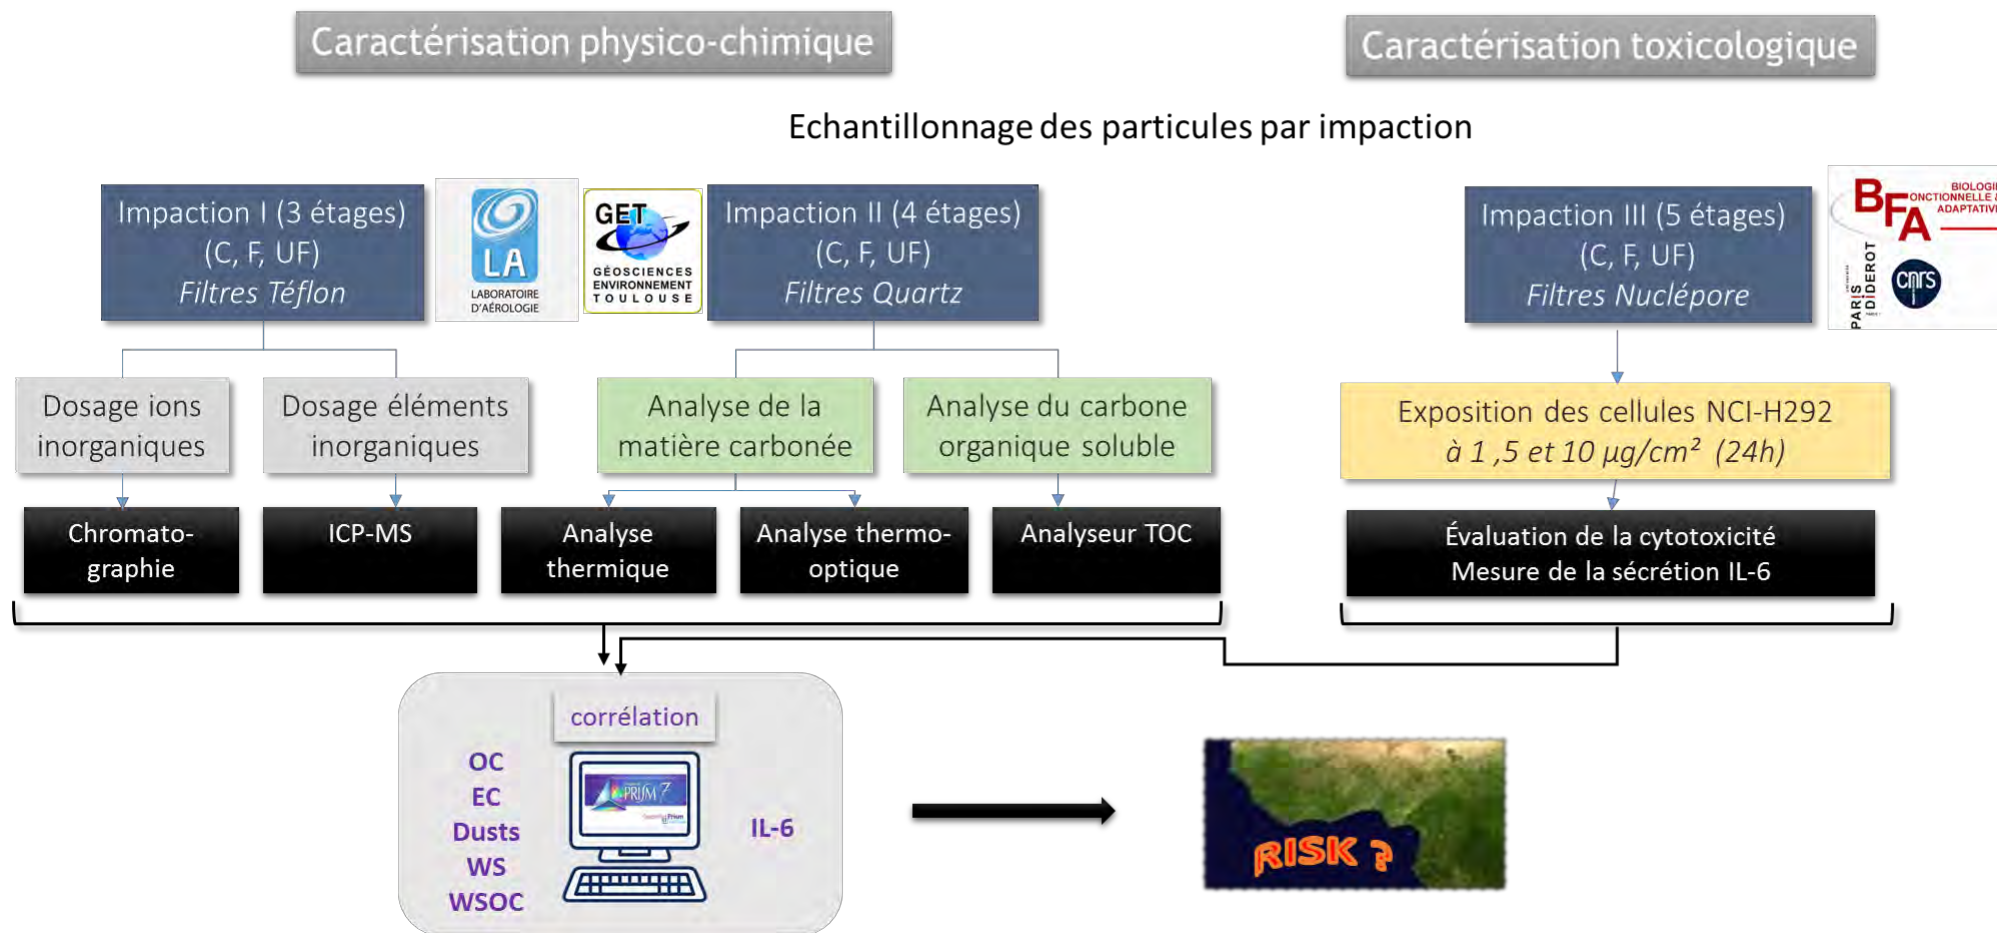 Caractérisation physico-chimique
Caractérisation toxicologique
Echantillonnage des particules par impaction
Impaction I (3 étages)
(C, F, UF)
Filtres Téflon
LA
LABORATOIRE
D'AÉROLOGIE
GET
GÉOSCIENCES
ENVIRONNEMENT
TOULOUSE
Impaction II (4 étages)
(C, F, UF)
Filtres Quartz
Impaction III (5 étages)
(C, F, UF)
Filtres Nuclépore
BFA
BIOLOGIE
FONCTIONNELLE &
ADAPTATIVE
PARIS
DIDEROT
cnrs
Dosage ions
inorganiques
Dosage éléments
inorganiques
Analyse de la
matière carbonée
Analyse du carbone
organique soluble
Exposition des cellules NCI-H292
à 1 ,5 et 10 µg/cm² (24h)
Chromato-
graphie
ICP-MS
Analyse
thermique
Analyse thermo-
optique
Analyseur TOC
Évaluation de la cytotoxicité
Mesure de la sécrétion IL-6
corrélation
OC
EC
Dusts
WS
WSOC
PRISM 7
IL-6
RISK ?